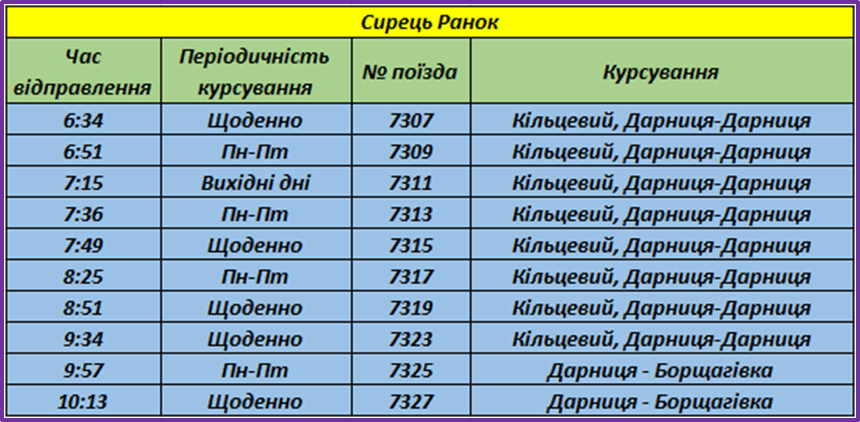 Сирець Ранок
Час відправлення Періодичність курсування № поїзда Курсування
6:34 Щоденно 7307 Кільцевий, Дарниця-Дарниця
6:51 Пн-Пт 7309 Кільцевий, Дарниця-Дарниця
7:15 Вихідні дні 7311 Кільцевий, Дарниця-Дарниця
7:36 Пн-Пт 7313 Кільцевий, Дарниця-Дарниця
7:49 Щоденно 7315 Кільцевий, Дарниця-Дарниця
8:25 Пн-Пт 7317 Кільцевий, Дарниця-Дарниця
8:51 Щоденно 7319 Кільцевий, Дарниця-Дарниця
9:34 Щоденно 7323 Кільцевий, Дарниця-Дарниця
9:57 Пн-Пт 7325 Дарниця - Борщагівка
10:13 Щоденно 7327 Дарниця - Борщагівка